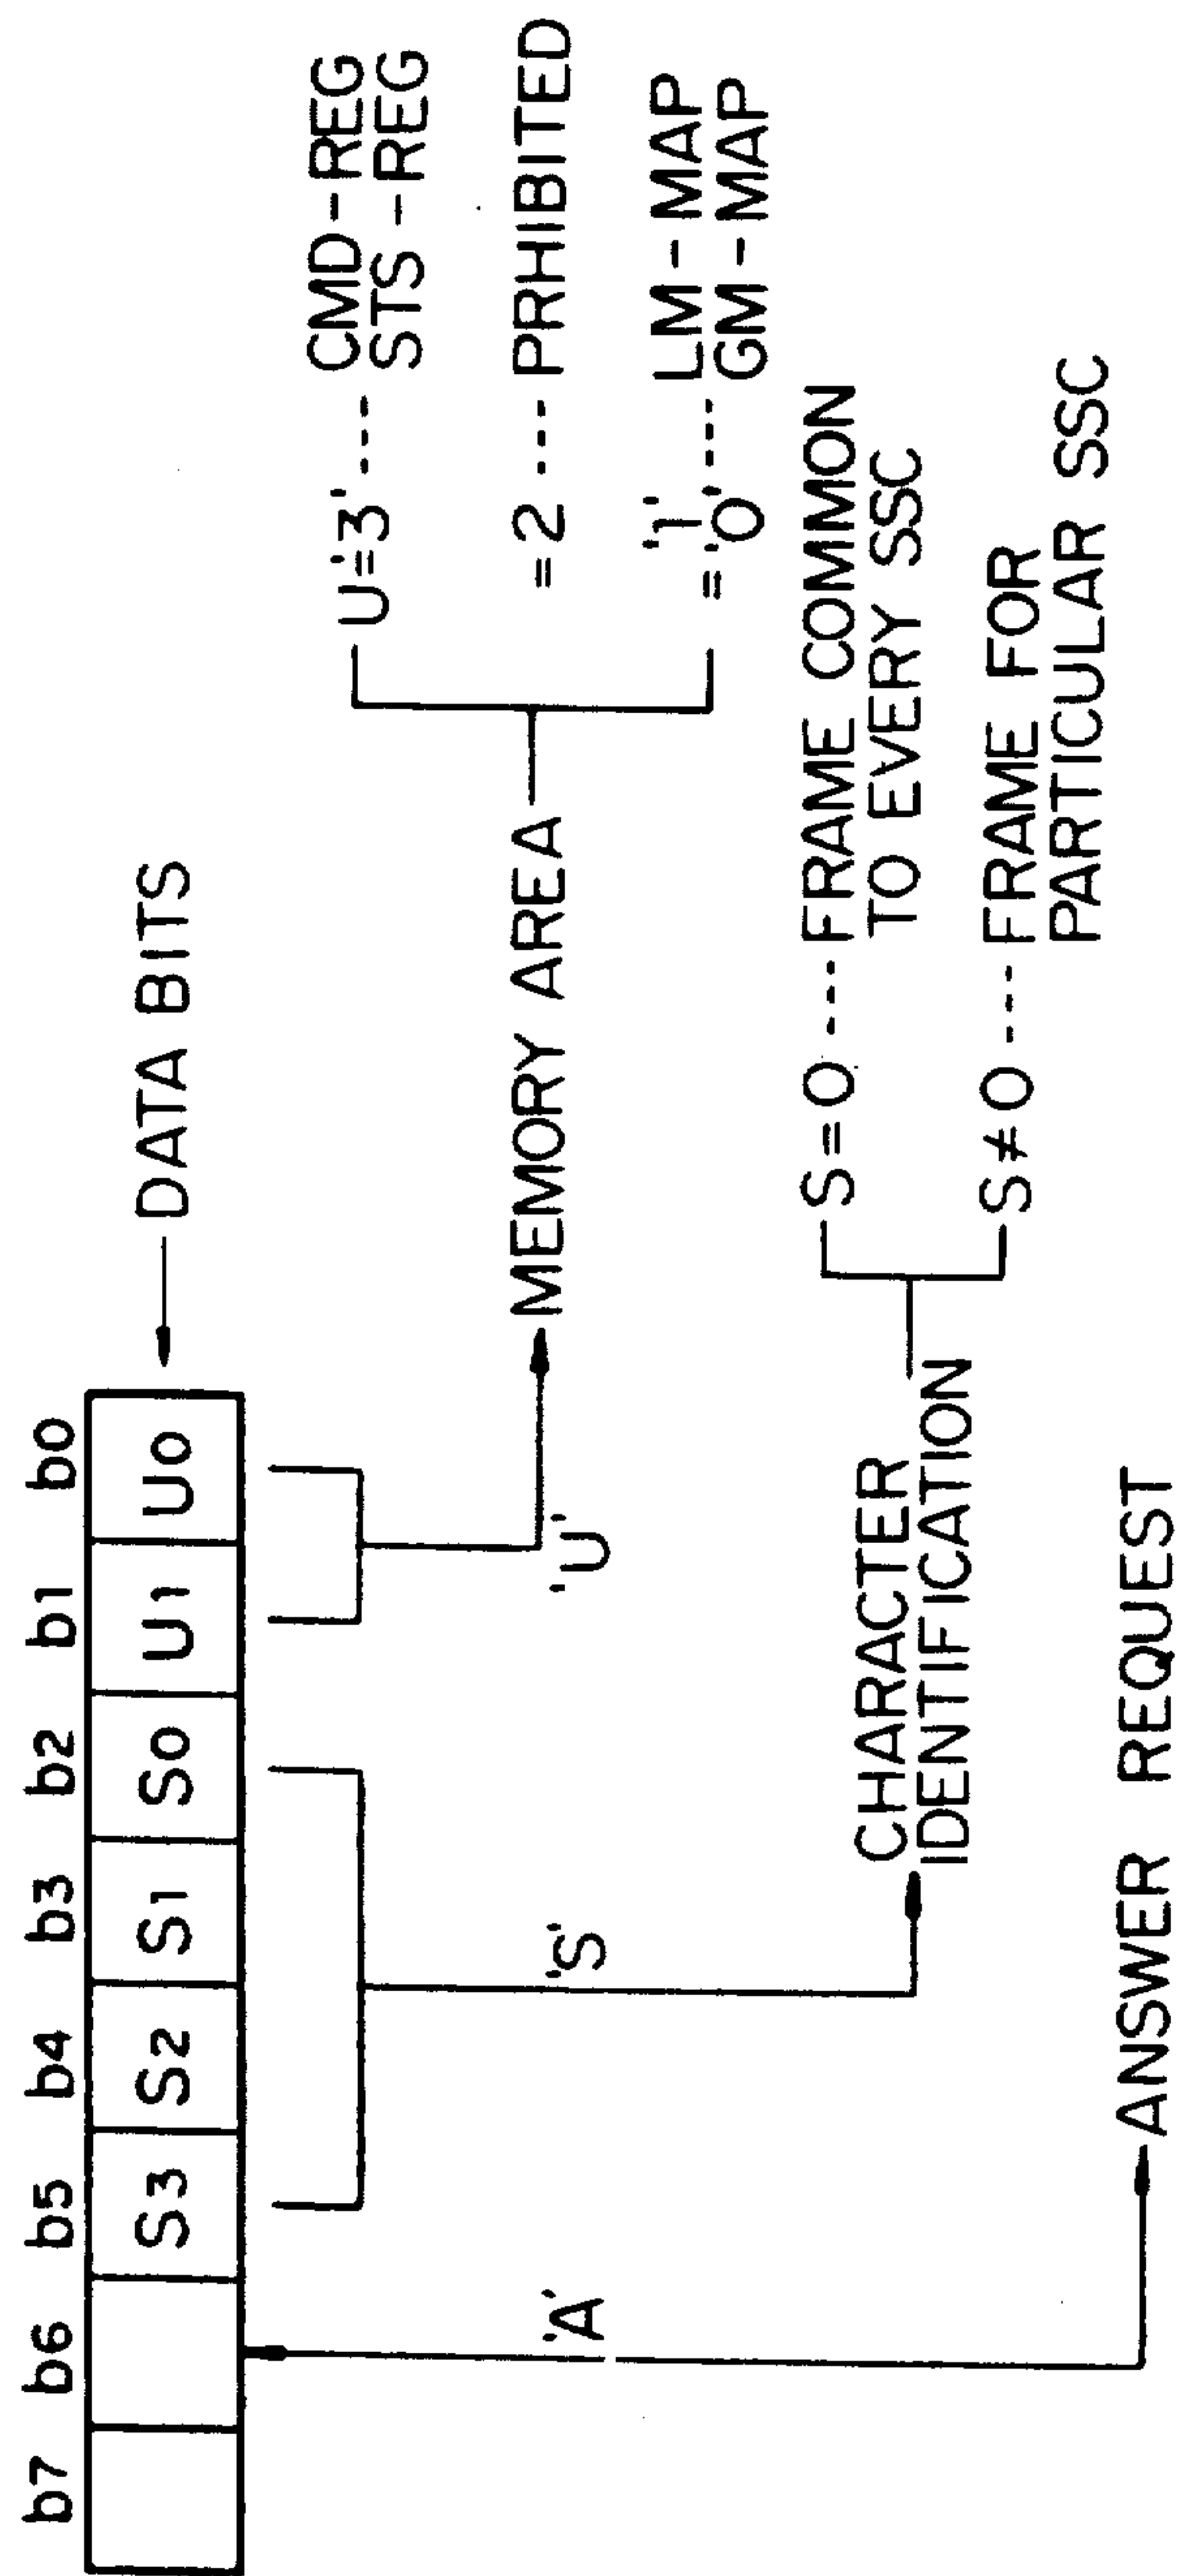 b7 b6 b5 b4 b3 b2 b1 b0
S3 S2 S1 S0 U1 U0 DATA BITS
'U'
MEMORY AREA
U='3' ---- CMD-REG
STS-REG
=2 ---- PRHIBITED
'1' LM-MAP
='0' ---- GM-MAP
'S'
CHARACTER
IDENTIFICATION
S=0 ---- FRAME COMMON
TO EVERY SSC
S≠0 --- FRAME FOR
PARTICULAR SSC
'A'
ANSWER REQUEST